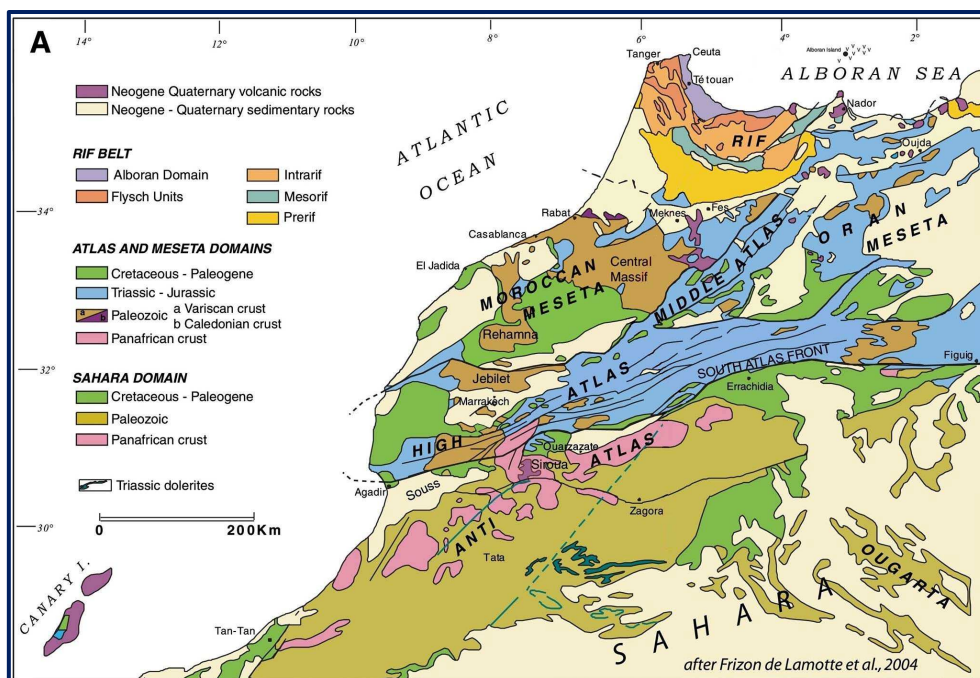 A
14°
12°
10°
8°
6°
4°
2°
Alboran Island
Tanger
Ceuta
Tétouan
ALBORAN SEA
Neogene Quaternary volcanic rocks
Neogene - Quaternary sedimentary rocks
Nador
ATLANTIC
OCEAN
RIF
Oujda
RIF BELT
Alboran Domain
Intrarif
Flysch Units
Mesorif
Prerif
34°
Rabat
Meknes
Fes
Casablanca
ORAN
MESETA
ATLAS AND MESETA DOMAINS
El Jadida
Central
Massif
MOROCCAN
MESETA
MIDDLE ATLAS
Cretaceous - Paleogene
Triassic - Jurassic
a b
Paleozoic
a Variscan crust
b Caledonian crust
Panafrican crust
Rehamna
32°
Figuig
SOUTH ATLAS FRONT
SAHARA DOMAIN
Jebilet
Errachidia
Cretaceous - Paleogene
Marrakech
Paleozoic
HIGH ATLAS
Panafrican crust
Ouarzazate
Siroua
Triassic dolerites
Agadir
Souss
Zagora
0
200Km
30°
ANTI ATLAS
Tata
OUGARTA
CANARY I.
Tan-Tan
SAHARA
after Frizon de Lamotte et al., 2004